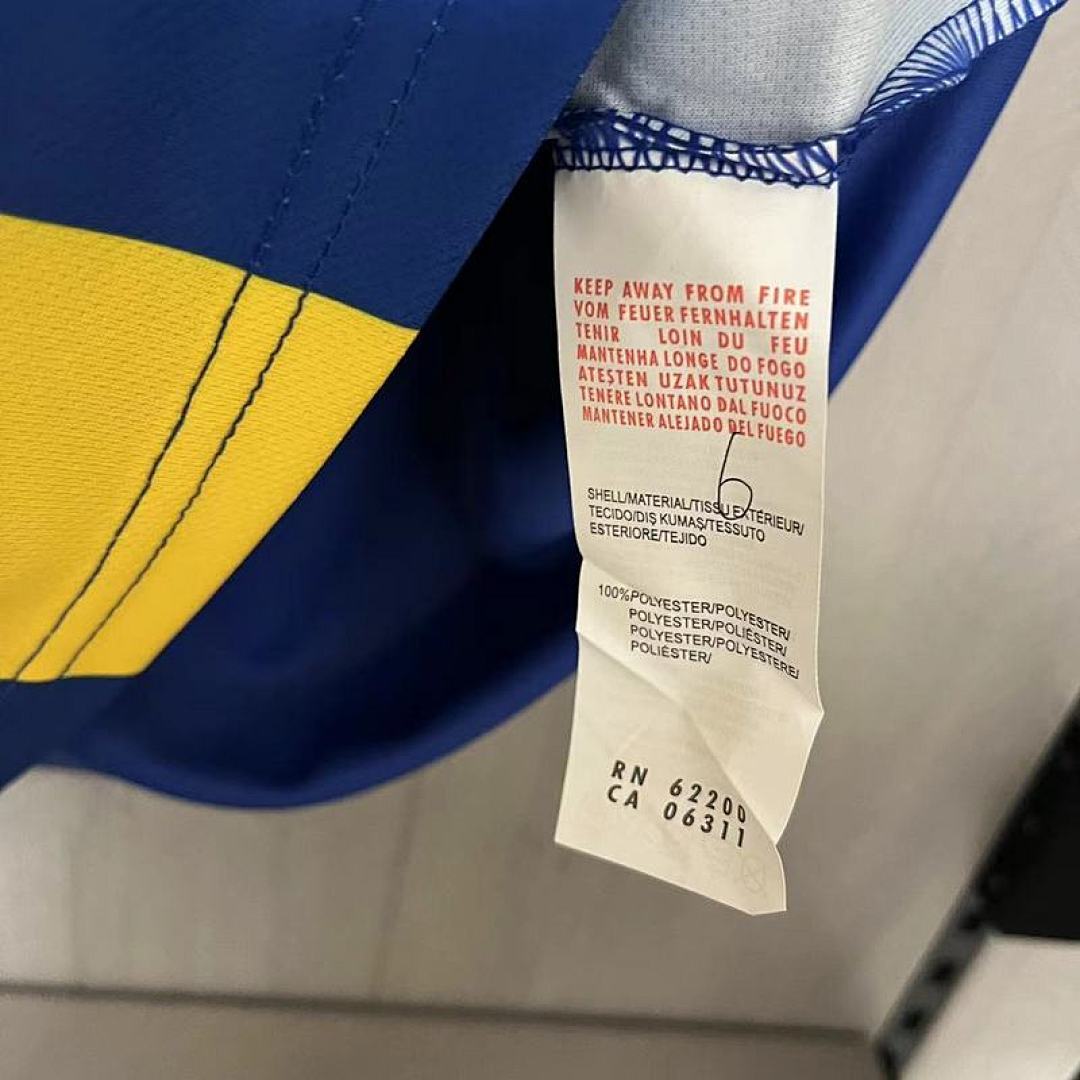 KEEP AWAY FROM FIRE
VOM FEUER FERNHALTEN
TENIR LOIN DU FEU
MANTENHA LONGE DO FOGO
ATEŞTEN UZAK TUTUNUZ
TENERE LONTANO DAL FUOCO
MANTENER ALEJADO DEL FUEGO
6
SHELL/MATERIAL/TISSU EXTÉRIEUR/
TECIDO/DIŞ KUMAŞ/TESSUTO
ESTERIORE/TEJIDO
100%POLYESTER/POLYESTER/
POLYESTER/POLIÉSTER/
POLYESTER/POLYESTERE/
POLIÉSTER/
RN 62200
CA 06311